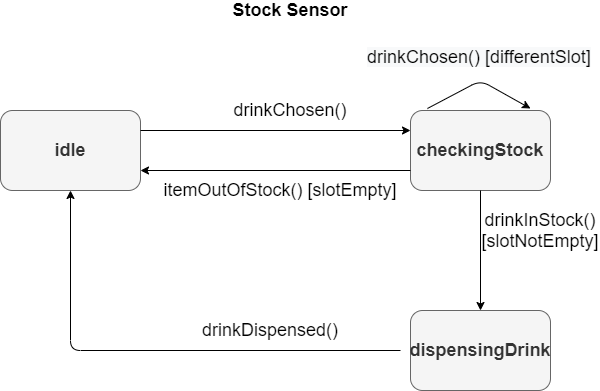 Stock Sensor
drinkChosen() [differentSlot]
drinkChosen()
idle
checkingStock
itemOutOfStock() [slotEmpty]
drinkInStock()
[slotNotEmpty]
drinkDispensed()
dispensingDrink